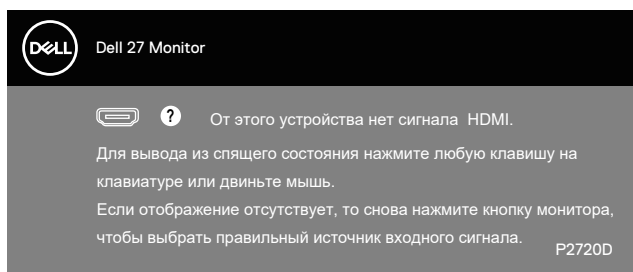 DELL
Dell 27 Monitor
? От этого устройства нет сигнала HDMI.
Для вывода из спящего состояния нажмите любую клавишу на
клавиатуре или двиньте мышь.
Если отображение отсутствует, то снова нажмите кнопку монитора,
чтобы выбрать правильный источник входного сигнала.
P2720D